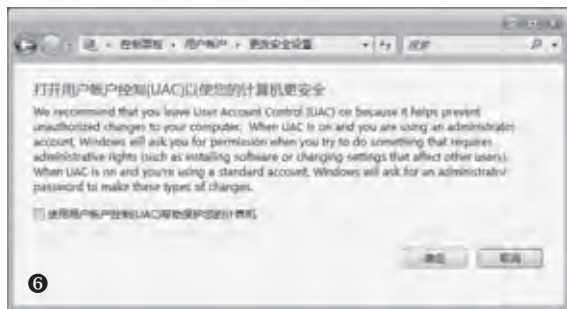 控制面板 ▸ 用户帐户 ▸ 更改安全设置
打开用户帐户控制(UAC)以使您的计算机更安全
We recommend that you leave User Account Control (UAC) on because it helps prevent
unauthorized changes to your computer. When UAC is on and you are using an administrator
account, Windows will ask you for permission when you try to do something that requires
administrative rights (such as installing software or changing settings that affect other users).
When UAC is on and you're using a standard account, Windows will ask for an administrator
password to make these types of changes.
使用用户帐户控制(UAC)帮助保护您的计算机
确定 取消
❻